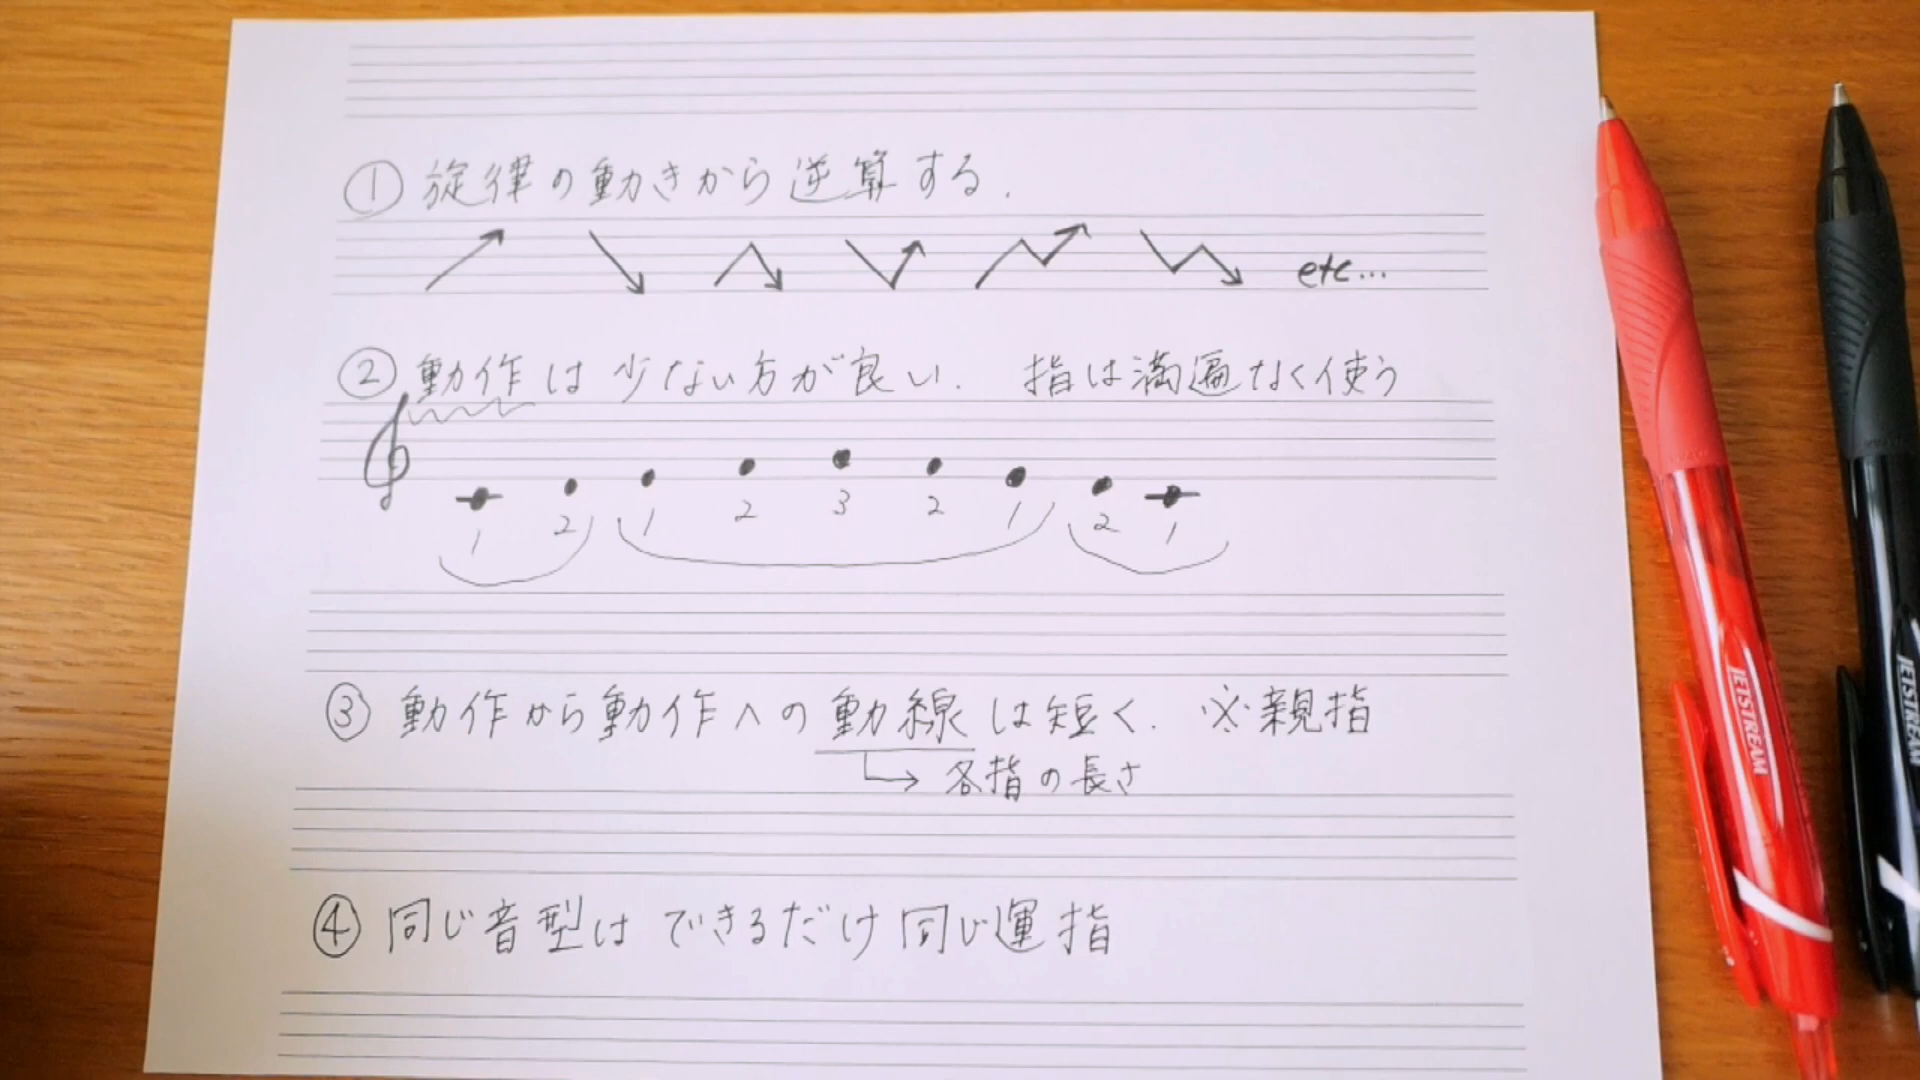 ① 旋律の動きから逆算する.
etc...
② 動作は少ない方が良い. 指は満遍なく使う
1 2 1 2 3 2 1 2 1
③ 動作から動作への動線は短く. ※親指
各指の長さ
④ 同じ音型はできるだけ同じ運指
JETSTREAM
JETSTREAM